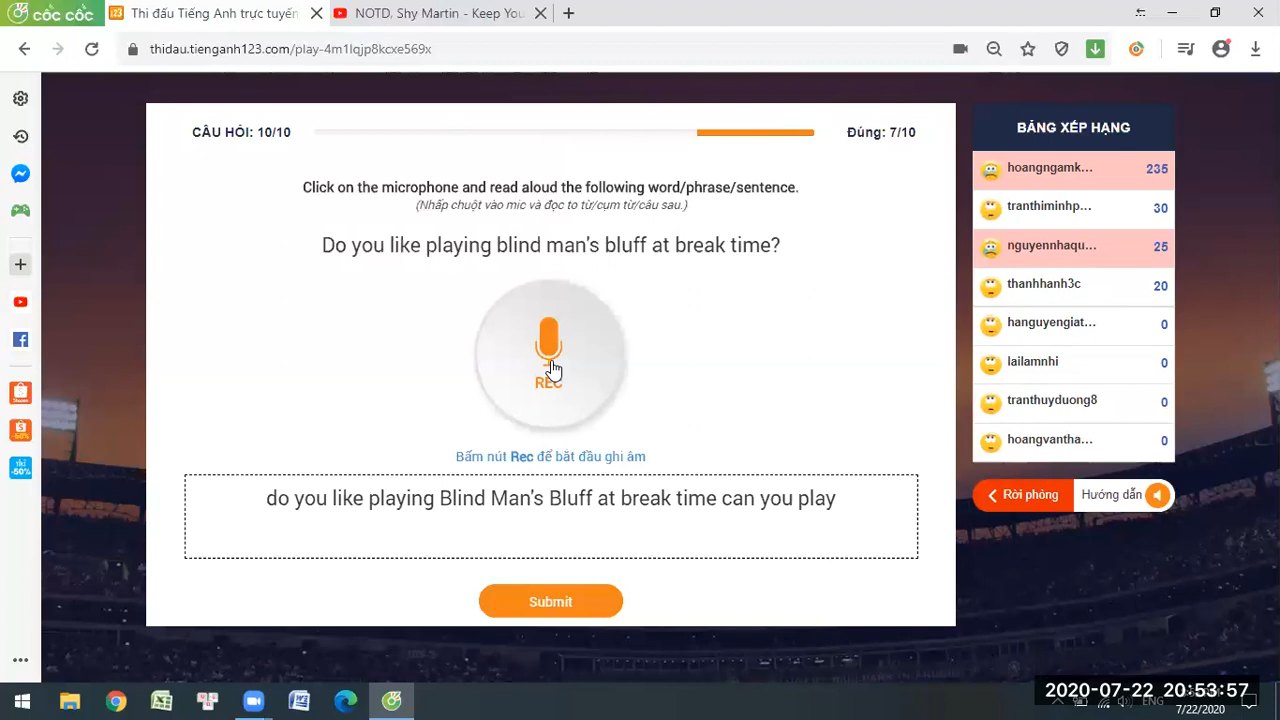 cốc cốc
123
Thi đấu Tiếng Anh trực tuyến
NOTD, Shy Martin - Keep You
thidau.tienganh123.com/play-4m1lqjp8kcxe569x
CÂU HỎI: 10/10
Đúng: 7/10
Click on the microphone and read aloud the following word/phrase/sentence.
(Nhấp chuột vào mic và đọc to từ/cụm từ/câu sau.)
Do you like playing blind man's bluff at break time?
REC
Bấm nút Rec để bắt đầu ghi âm
do you like playing Blind Man's Bluff at break time can you play
Submit
BẢNG XẾP HẠNG
hoangngamk... 235
tranthiminhp... 30
nguyennhaqu... 25
thanhhanh3c 20
hanguyengiat... 0
lailamnhi 0
tranthuyduong8 0
hoangvantha... 0
Rời phòng
Hướng dẫn
-50%
-50%
ENG
2020-07-22 20:53:57
7/22/2020